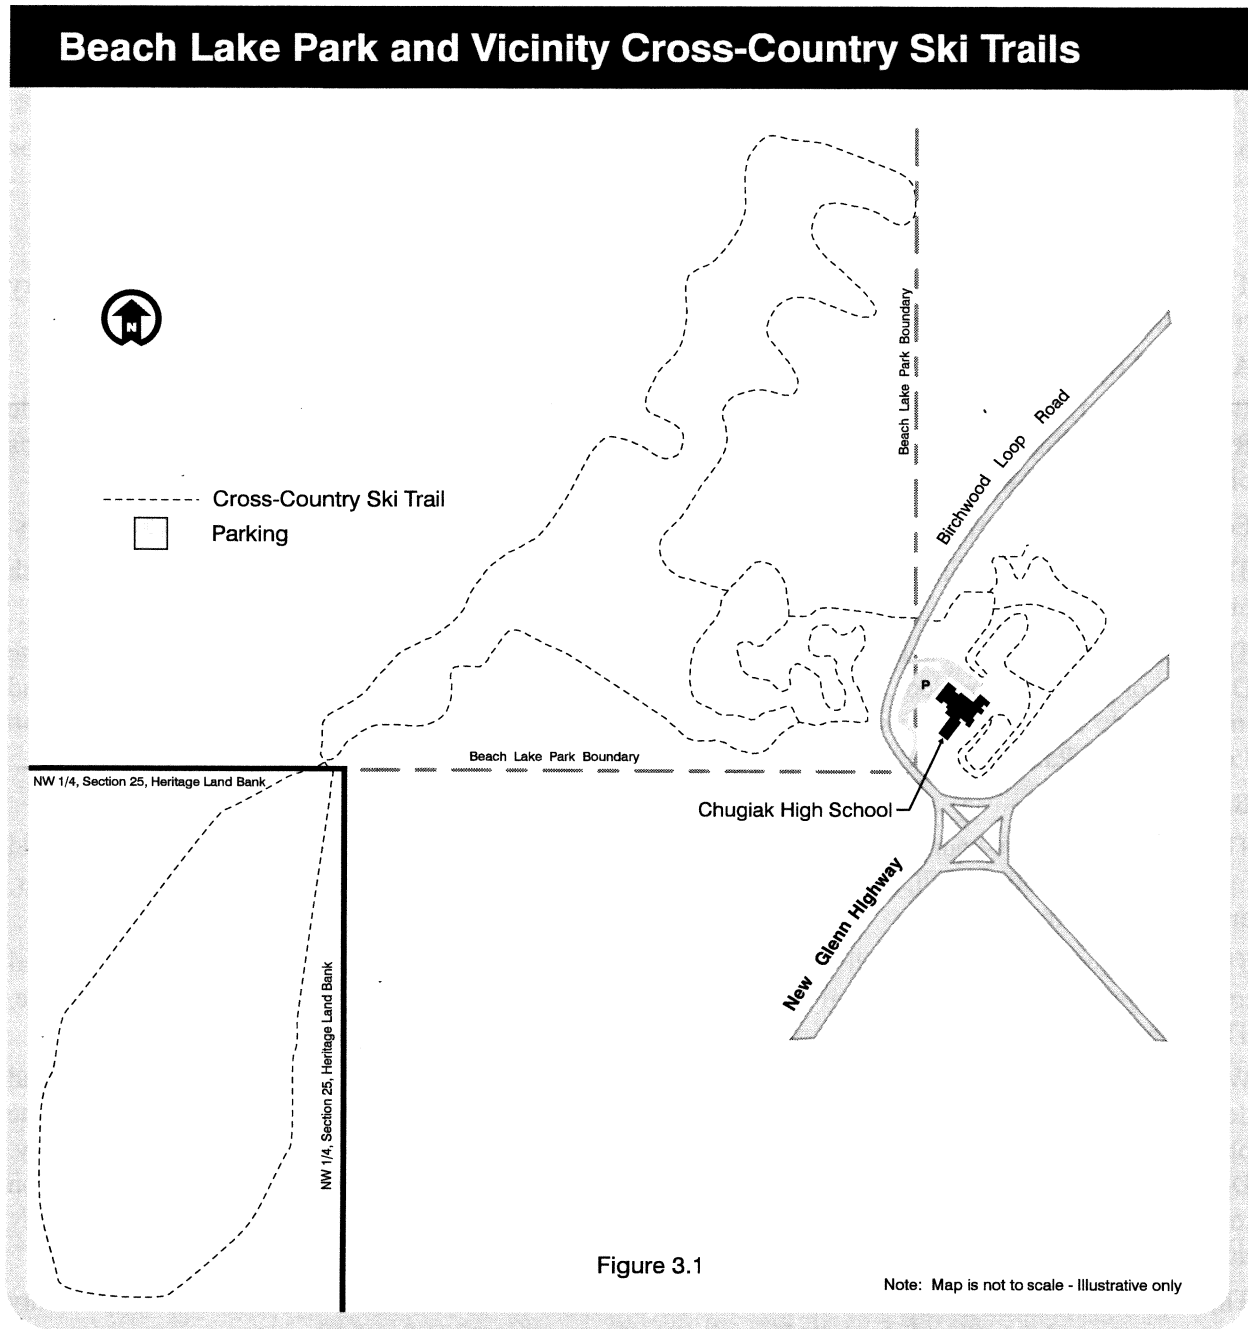 Beach Lake Park and Vicinity Cross-Country Ski Trails
N
Beach Lake Park Boundary
Birchwood Loop Road
Cross-Country Ski Trail
Parking
P
Beach Lake Park Boundary
NW 1/4, Section 25, Heritage Land Bank
Chugiak High School
New Glenn HIghway
NW 1/4, Section 25, Heritage Land Bank
Figure 3.1
Note: Map is not to scale - Illustrative only